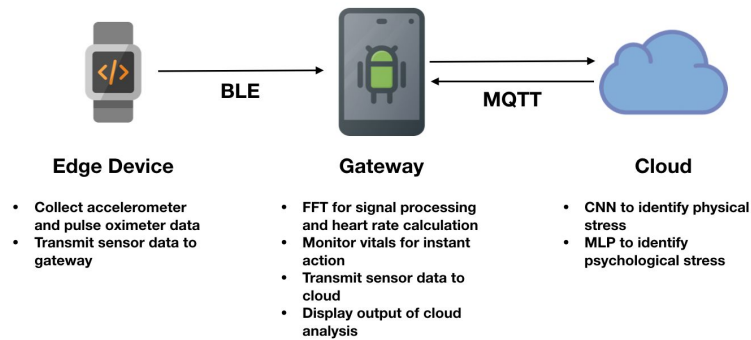 </>
BLE
MQTT
Edge Device
• Collect accelerometer
and pulse oximeter data
• Transmit sensor data to
gateway
Gateway
• FFT for signal processing
and heart rate calculation
• Monitor vitals for instant
action
• Transmit sensor data to
cloud
• Display output of cloud
analysis
Cloud
• CNN to identify physical
stress
• MLP to identify
psychological stress